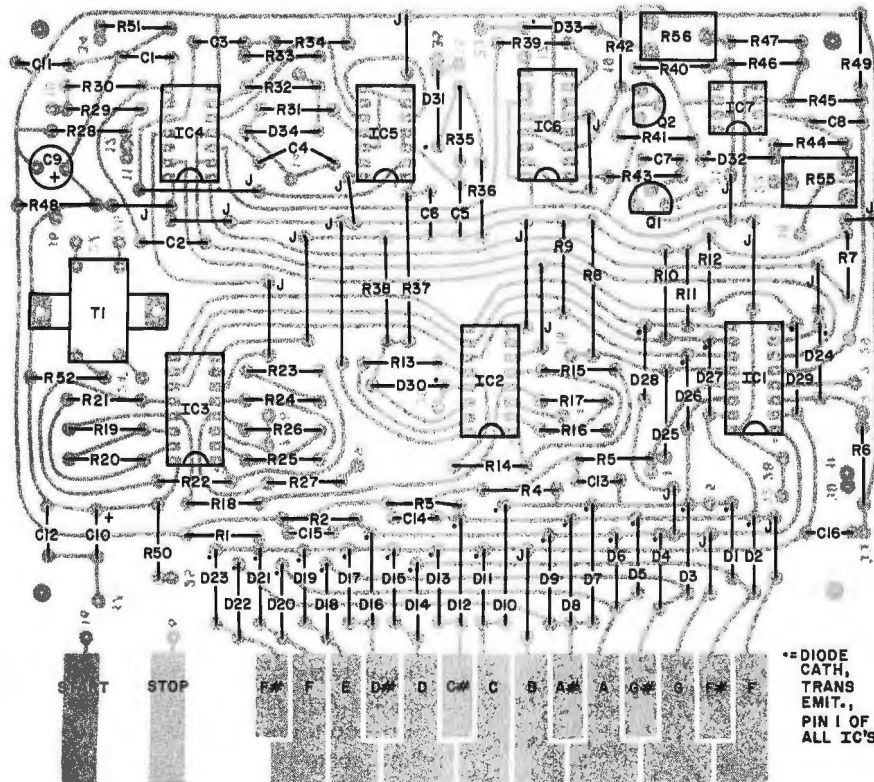 R51
C11
C1
C3
R34
R33
J
D33
R39
R42
R56
R47
R46
R40
R49
R30
R29
R28
R32
R31
D34
C4
IC4
IC5
D31
R35
IC6
Q2
IC7
R45
C8
R41
R44
C9
+
R36
J
C7
D32
R43
R55
R48
J
J
J
J
C6
C5
J
Q1
J
J
C2
J
R9
R8
R10
R12
R7
T1
J
R38
R37
J
R11
J
R52
IC3
R23
R13
IC2
R15
D28
D27
IC1
D29
D24
R21
R24
D30
R17
D26
R19
R26
R16
D25
R20
R25
R14
R5
R6
R22
R27
R4
C13
C12
C10
+
R50
R18
R3
R2
C14
R1
C15
J
C16
D23
D21
D19
D17
D15
D13
D11
J
D9
D7
D6
D4
J
D1
D2
D22
D20
D18
D16
D14
D12
D10
D8
D5
D3
START
STOP
F#
F
E
D#
D
C#
C
B
A#
A
G#
G
F#
F
•=DIODE
CATH,
TRANS
EMIT.,
PIN 1 OF
ALL IC'S